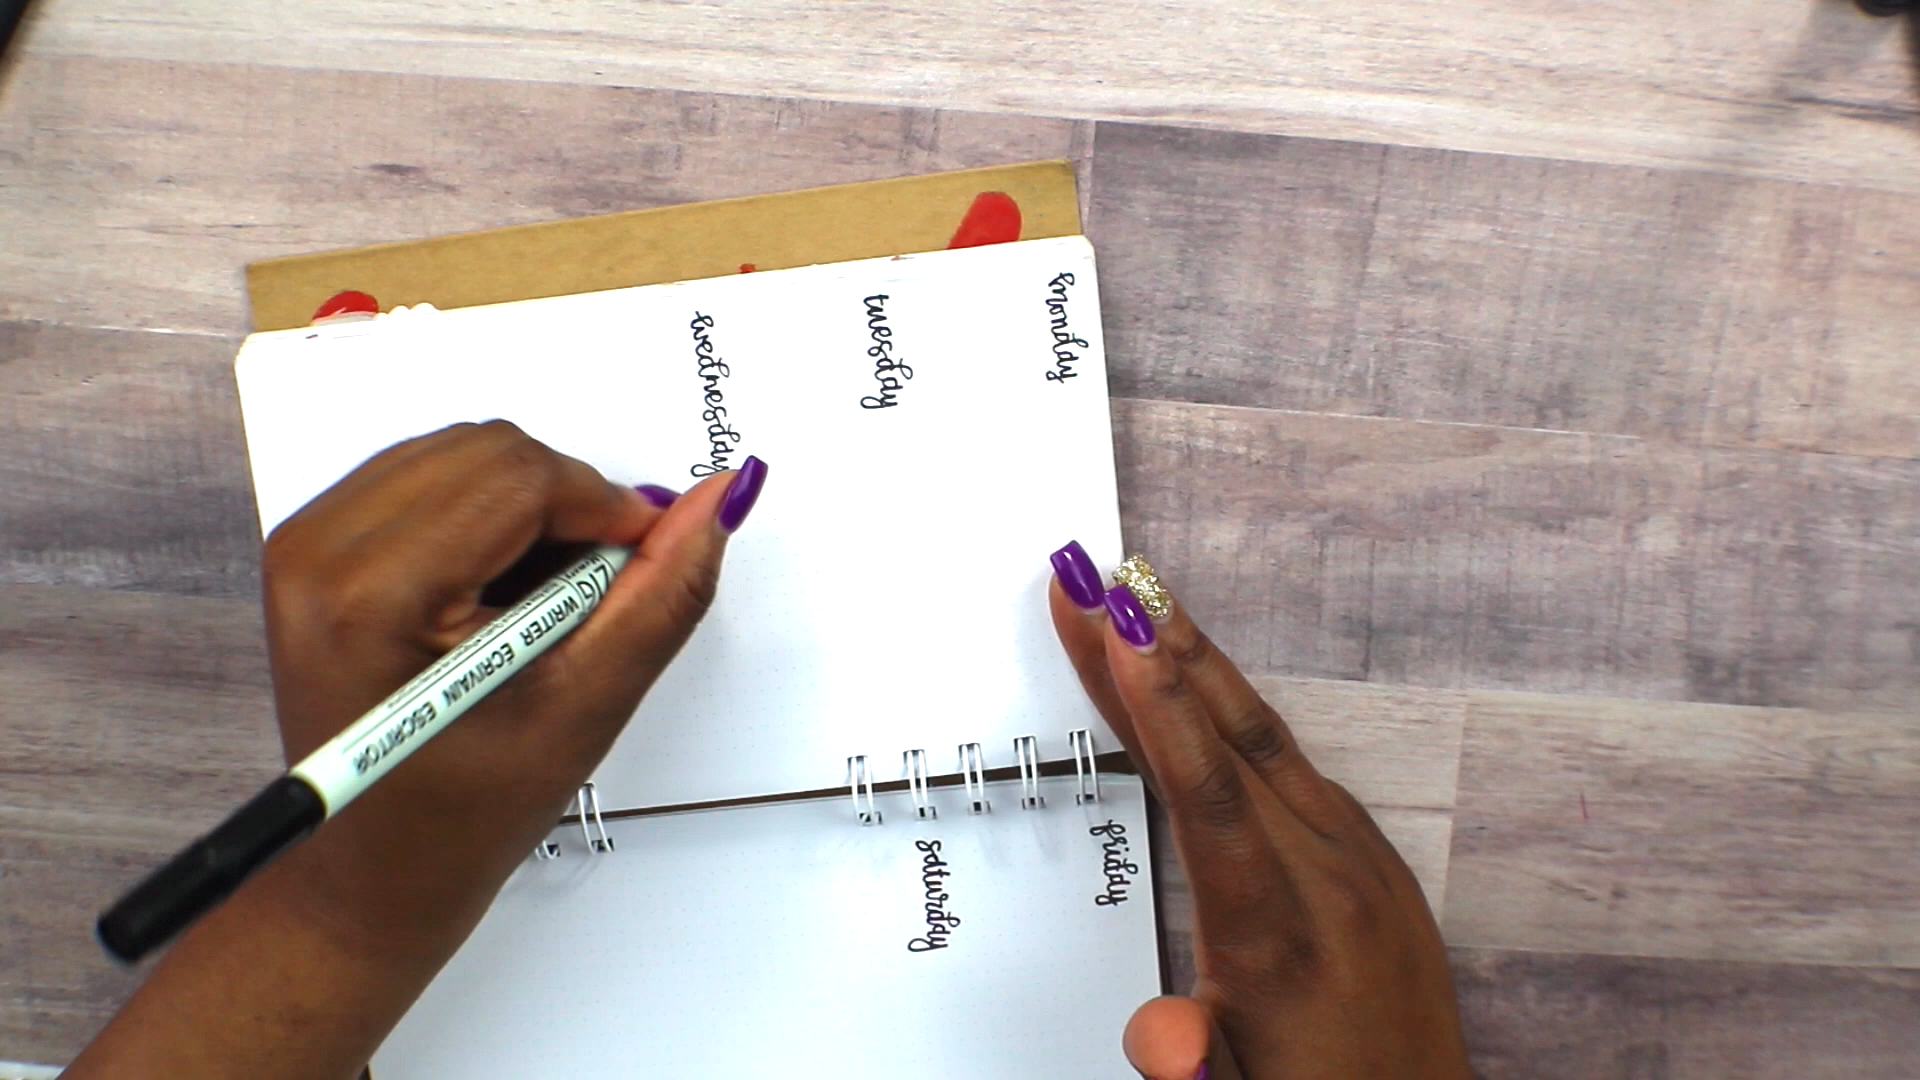 monday
tuesday
wednesday
friday
saturday
WRITER ÉCRIVAIN ESCRITOR